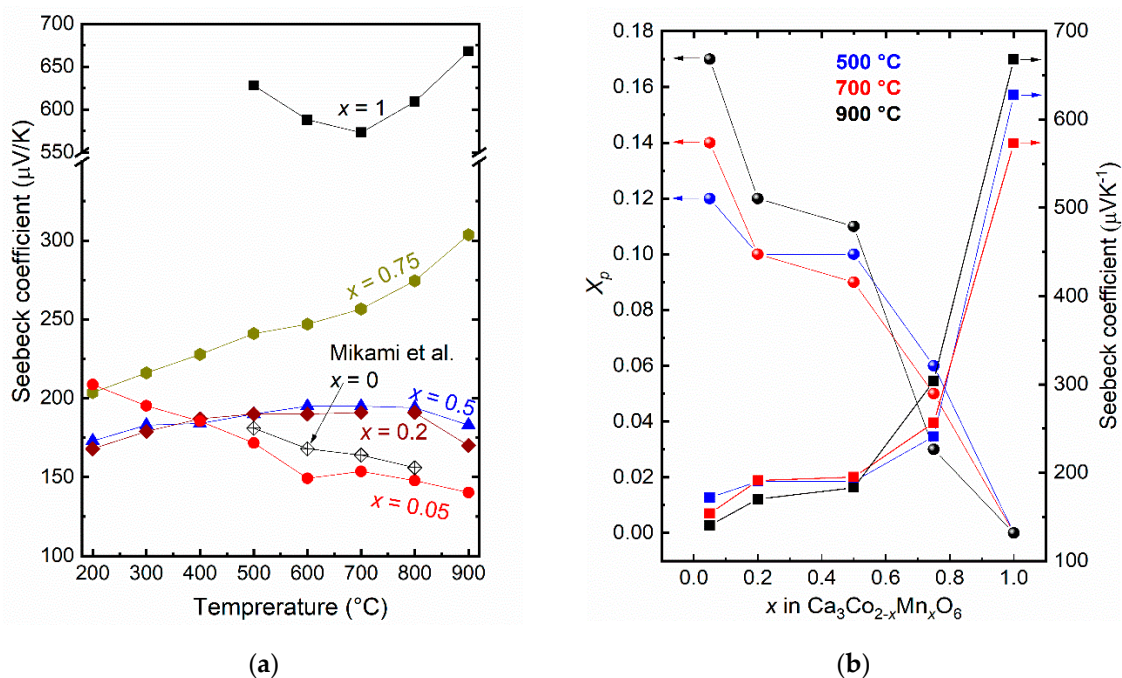 700
650
600
550
300
250
200
150
100
Seebeck coefficient (μV/K)
x = 1
x = 0.75
Mikami et al.
x = 0
x = 0.5
x = 0.2
x = 0.05
200 300 400 500 600 700 800 900
Temprerature (°C)
(a)
0.18
0.16
0.14
0.12
0.10
0.08
0.06
0.04
0.02
0.00
Xp
500 °C
700 °C
900 °C
700
600
500
400
300
200
100
Seebeck coefficient (μVK⁻¹)
0.0 0.2 0.4 0.6 0.8 1.0
x in Ca₃Co₂₋ₓMnₓO₆
(b)